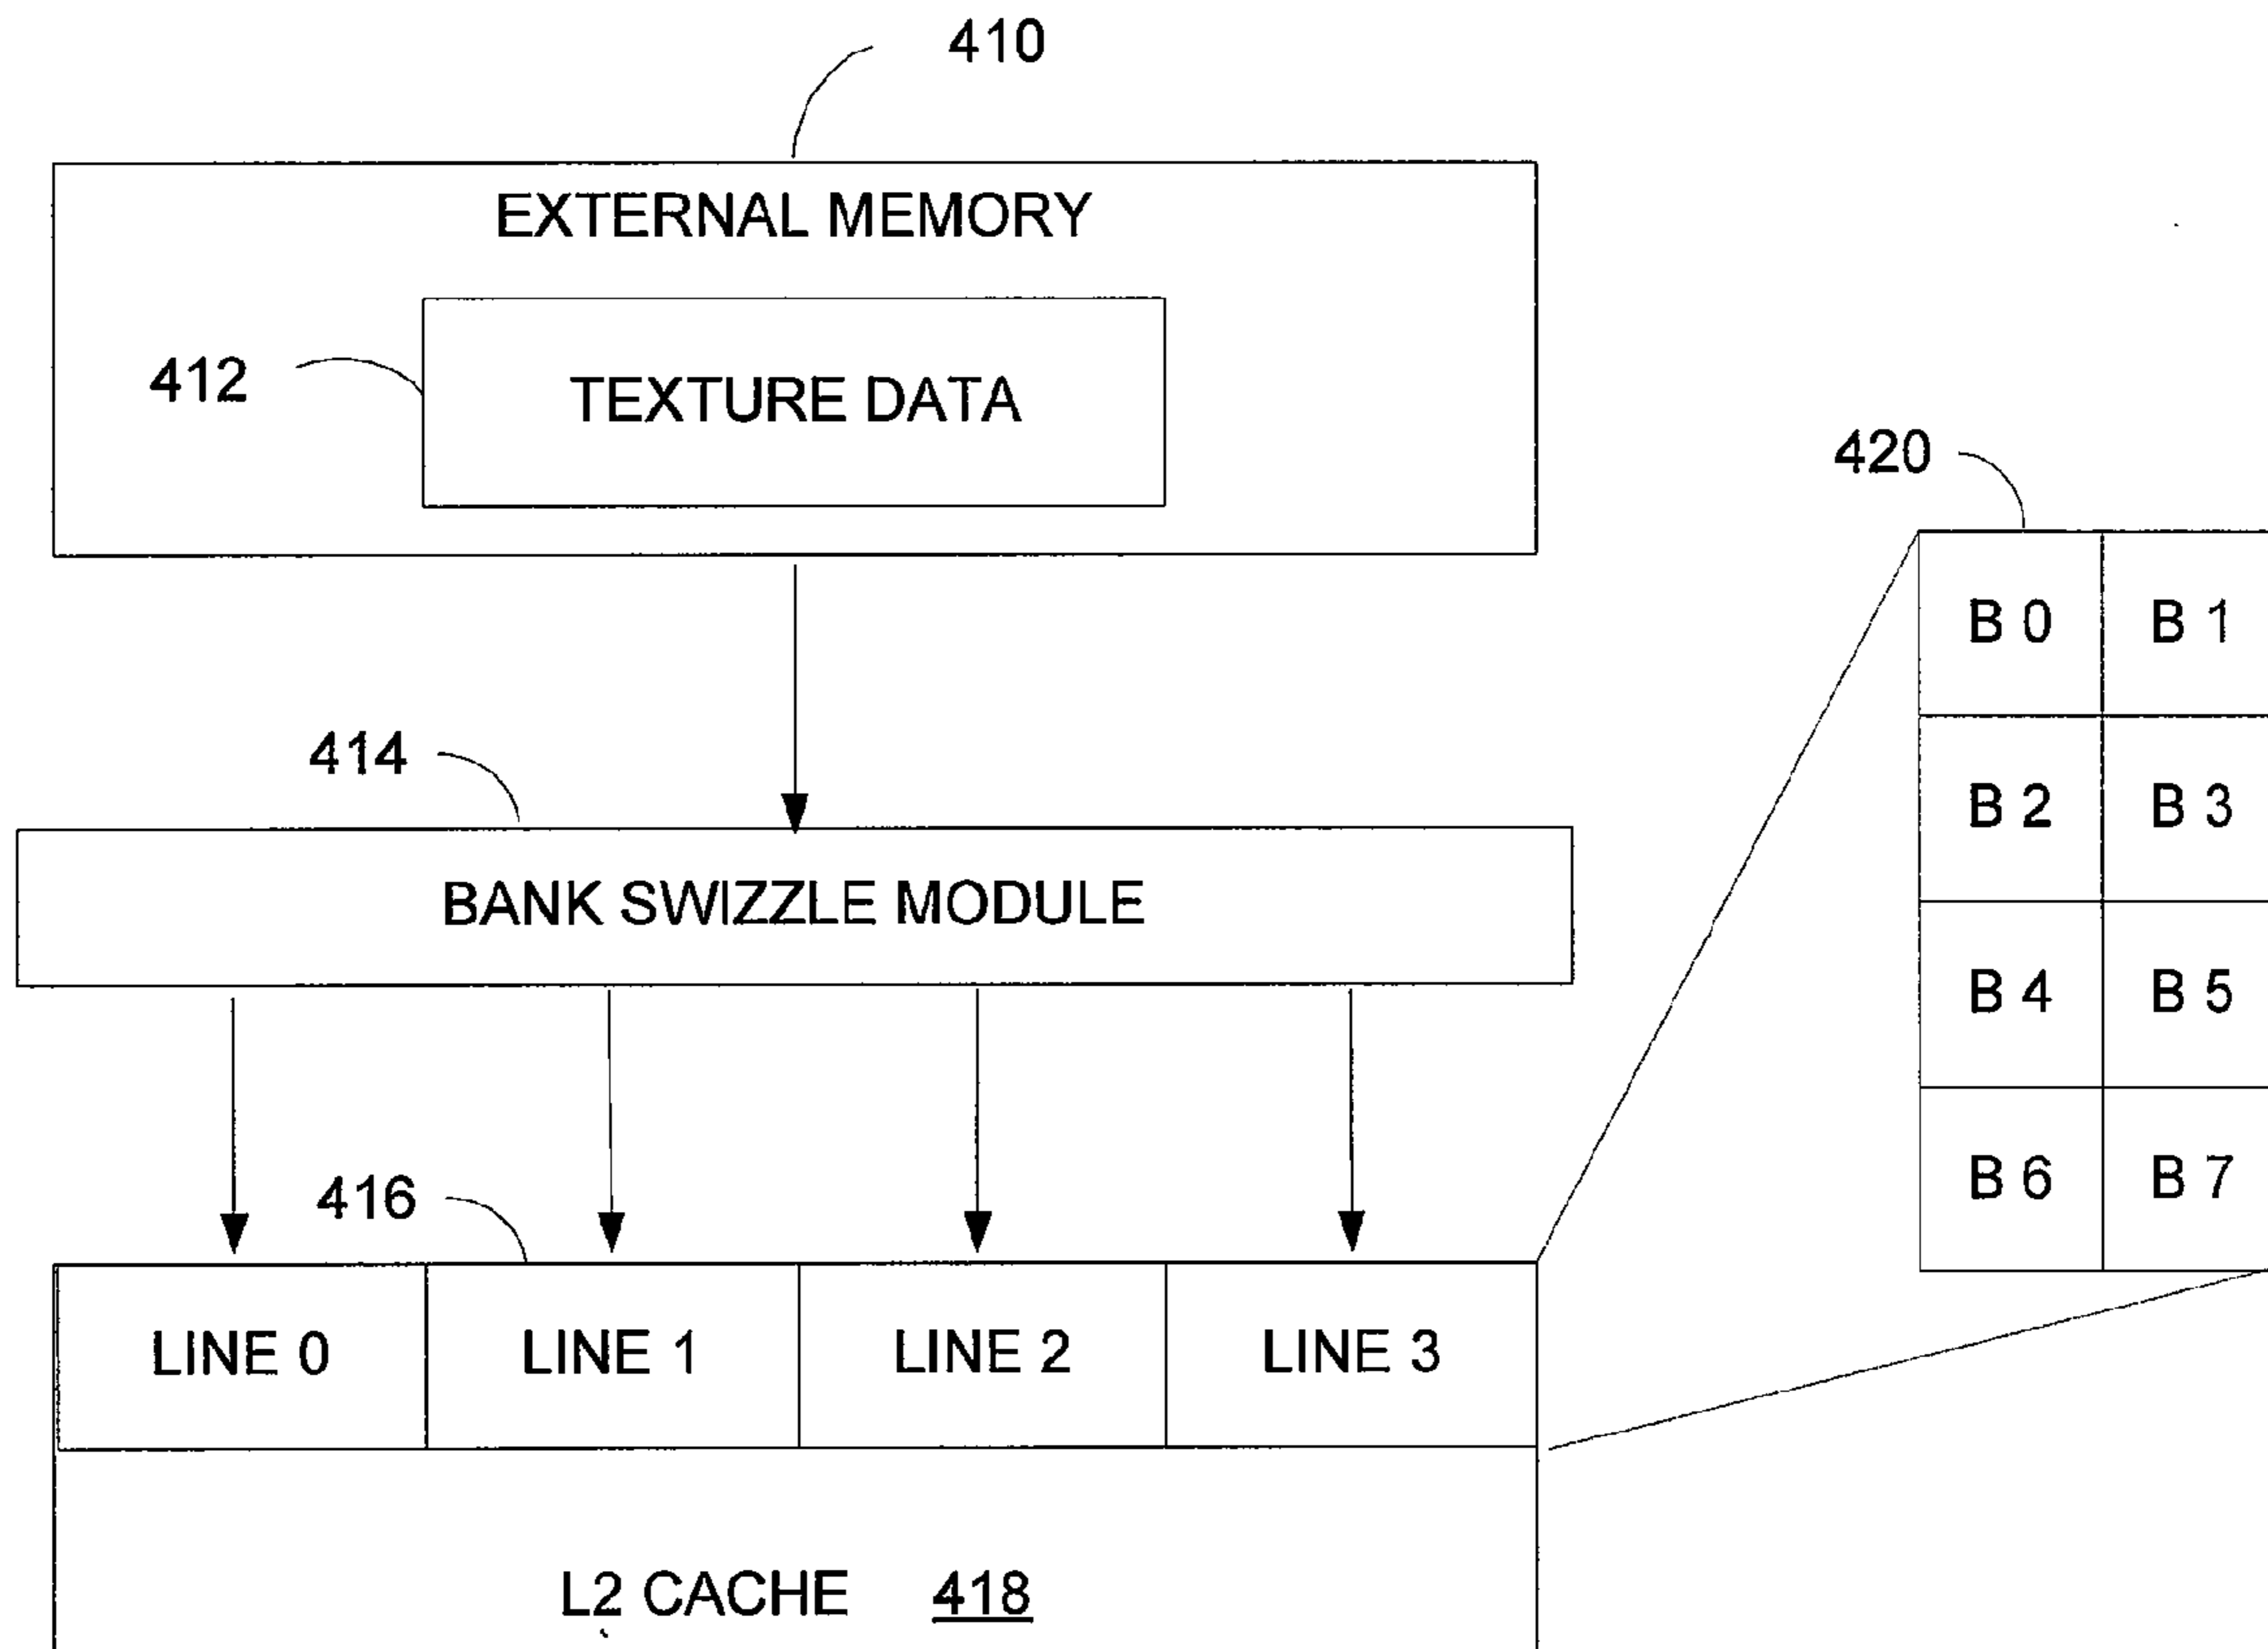 410
EXTERNAL MEMORY
412
TEXTURE DATA
420
B 0 B 1
B 2 B 3
414
BANK SWIZZLE MODULE
B 4 B 5
416
B 6 B 7
LINE 0 LINE 1 LINE 2 LINE 3
L2 CACHE 418